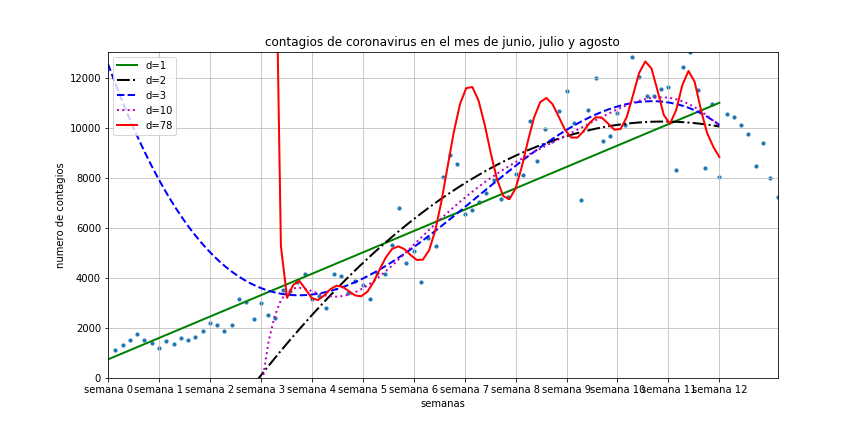 contagios de coronavirus en el mes de junio, julio y agosto
d=1
d=2
d=3
d=10
d=78
numero de contagios
12000
10000
8000
6000
4000
2000
0
semana 0 semana 1 semana 2 semana 3 semana 4 semana 5 semana 6 semana 7 semana 8 semana 9 semana 10 semana 11 semana 12
semanas